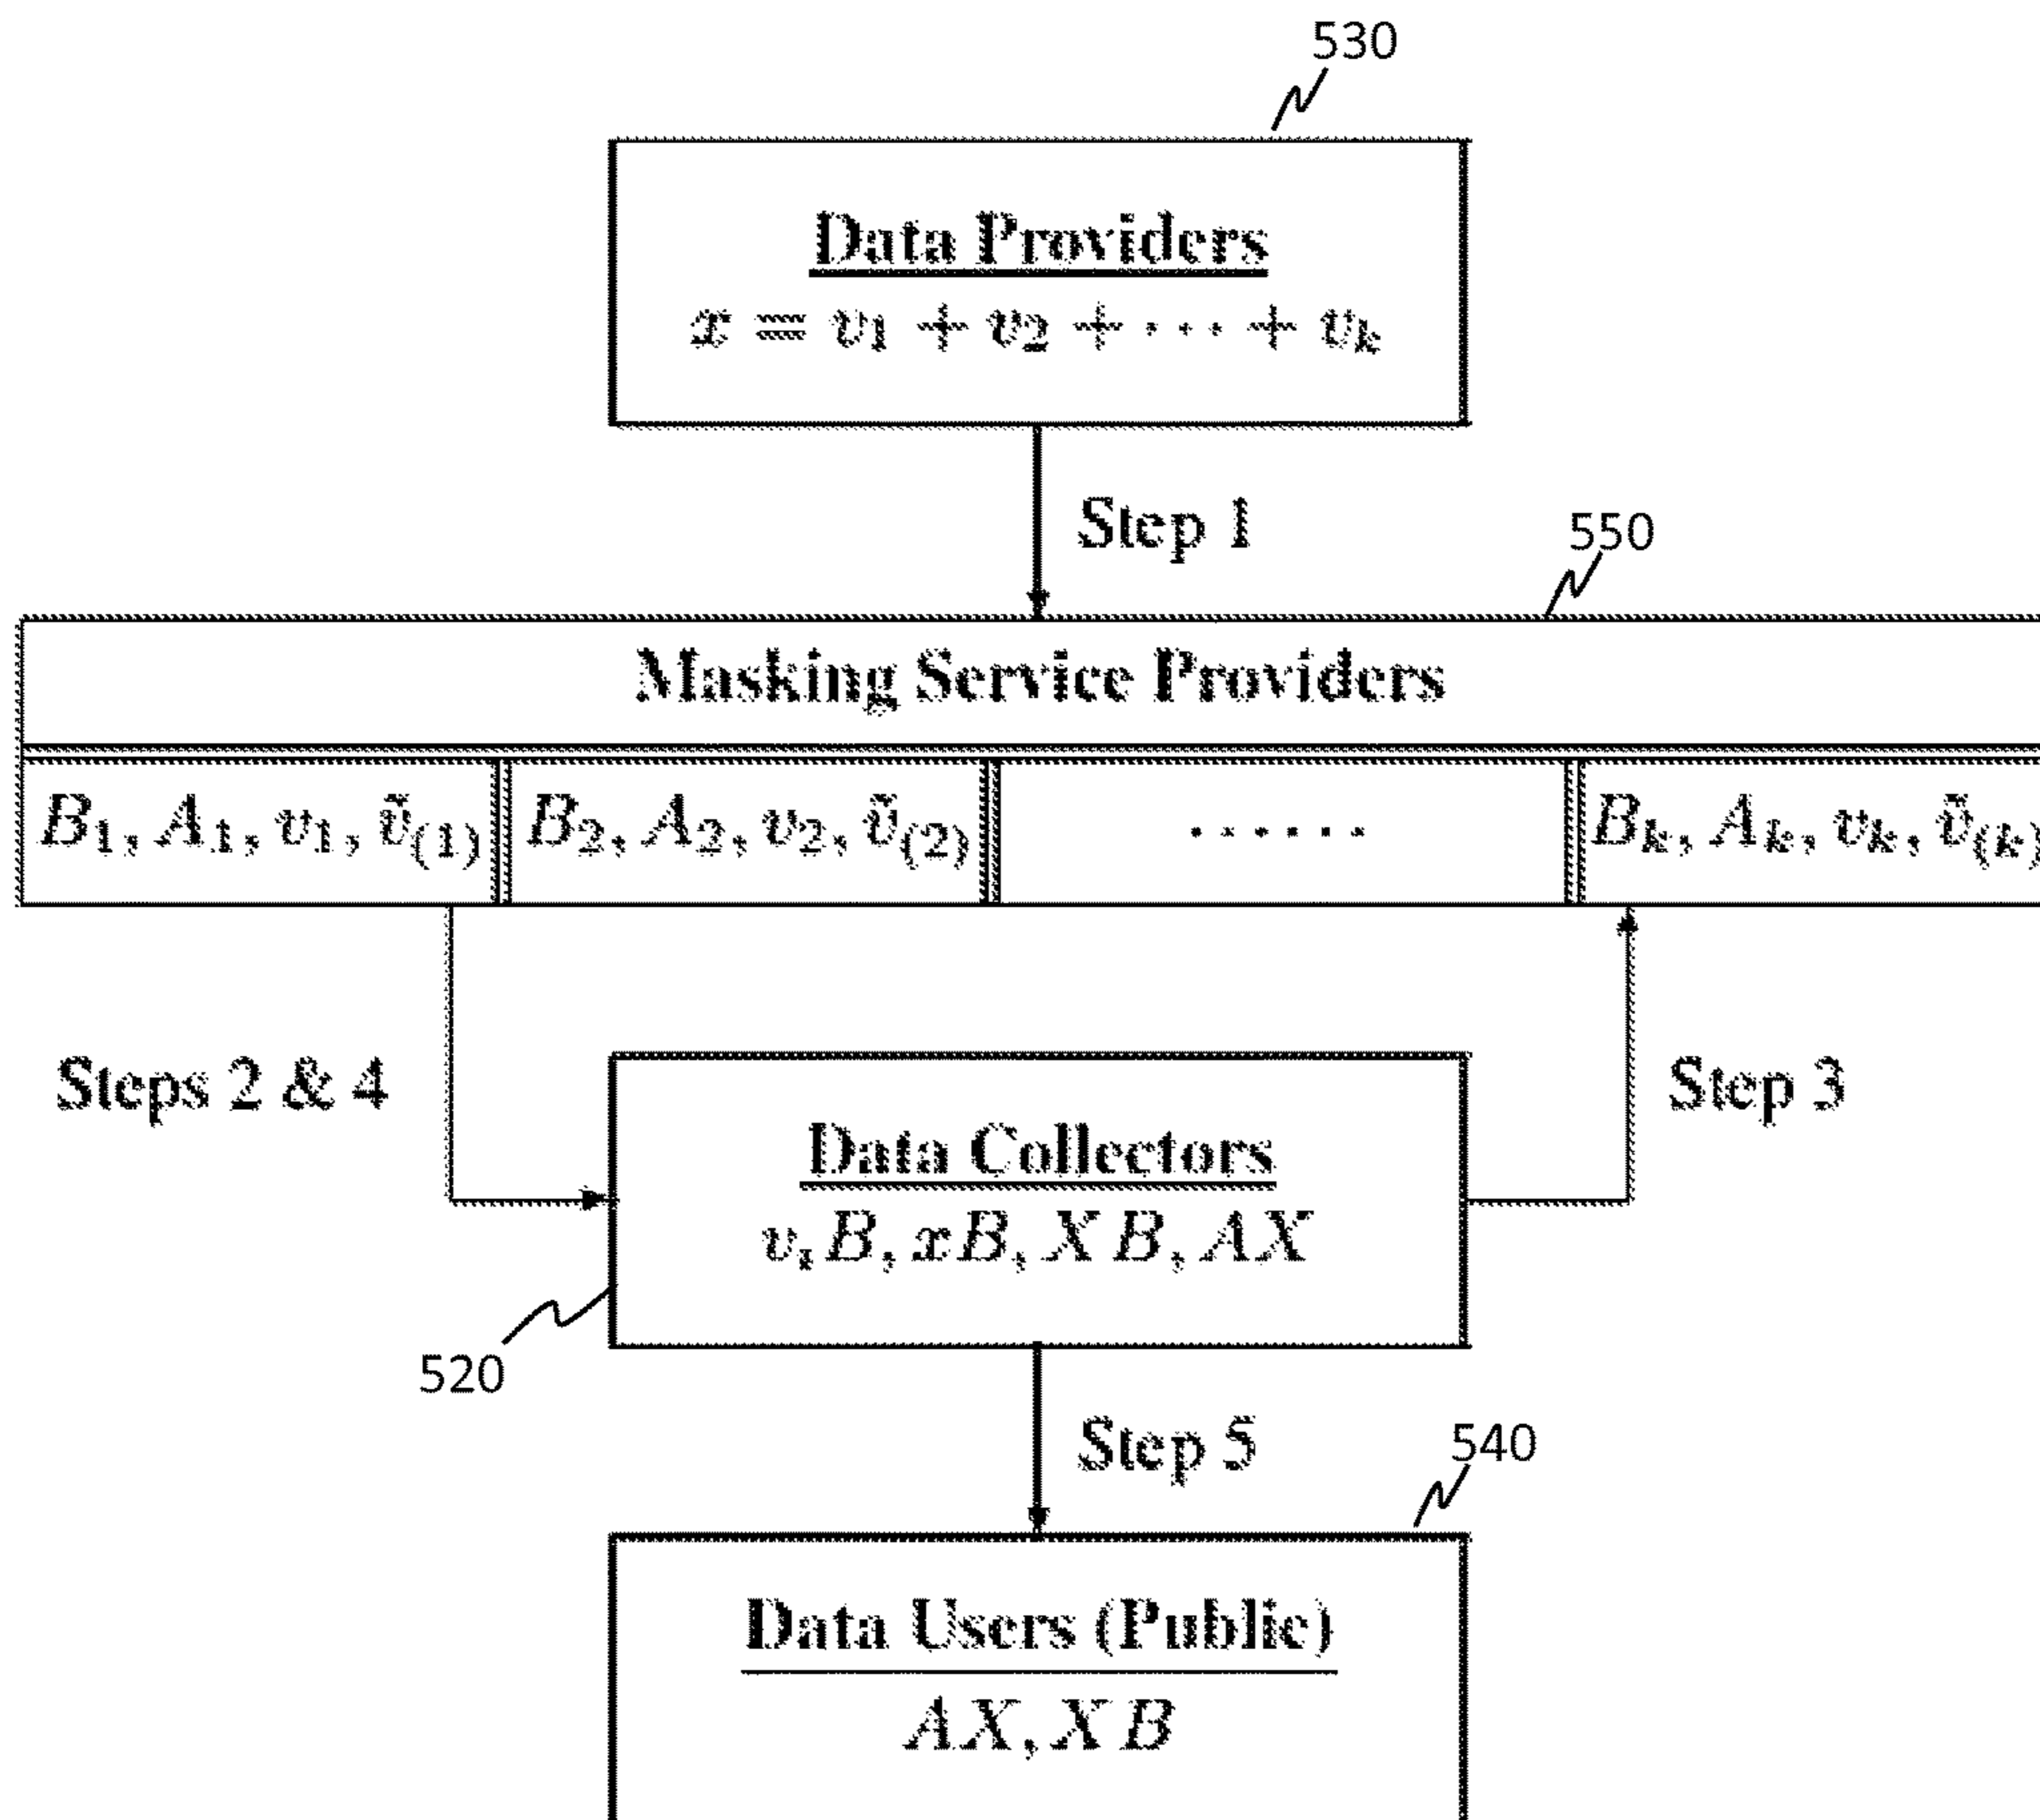 530
Data Providers
x = v₁ + v₂ + ⋯ + vₖ
Step 1
550
Masking Service Providers
B₁, A₁, v₁, ṽ₍₁₎
B₂, A₂, v₂, ṽ₍₂₎
······
Bₖ, Aₖ, vₖ, ṽ₍ₖ₎
Steps 2 & 4
Step 3
Data Collectors
vᵢB, xB, XB, AX
520
Step 5
540
Data Users (Public)
AX, XB